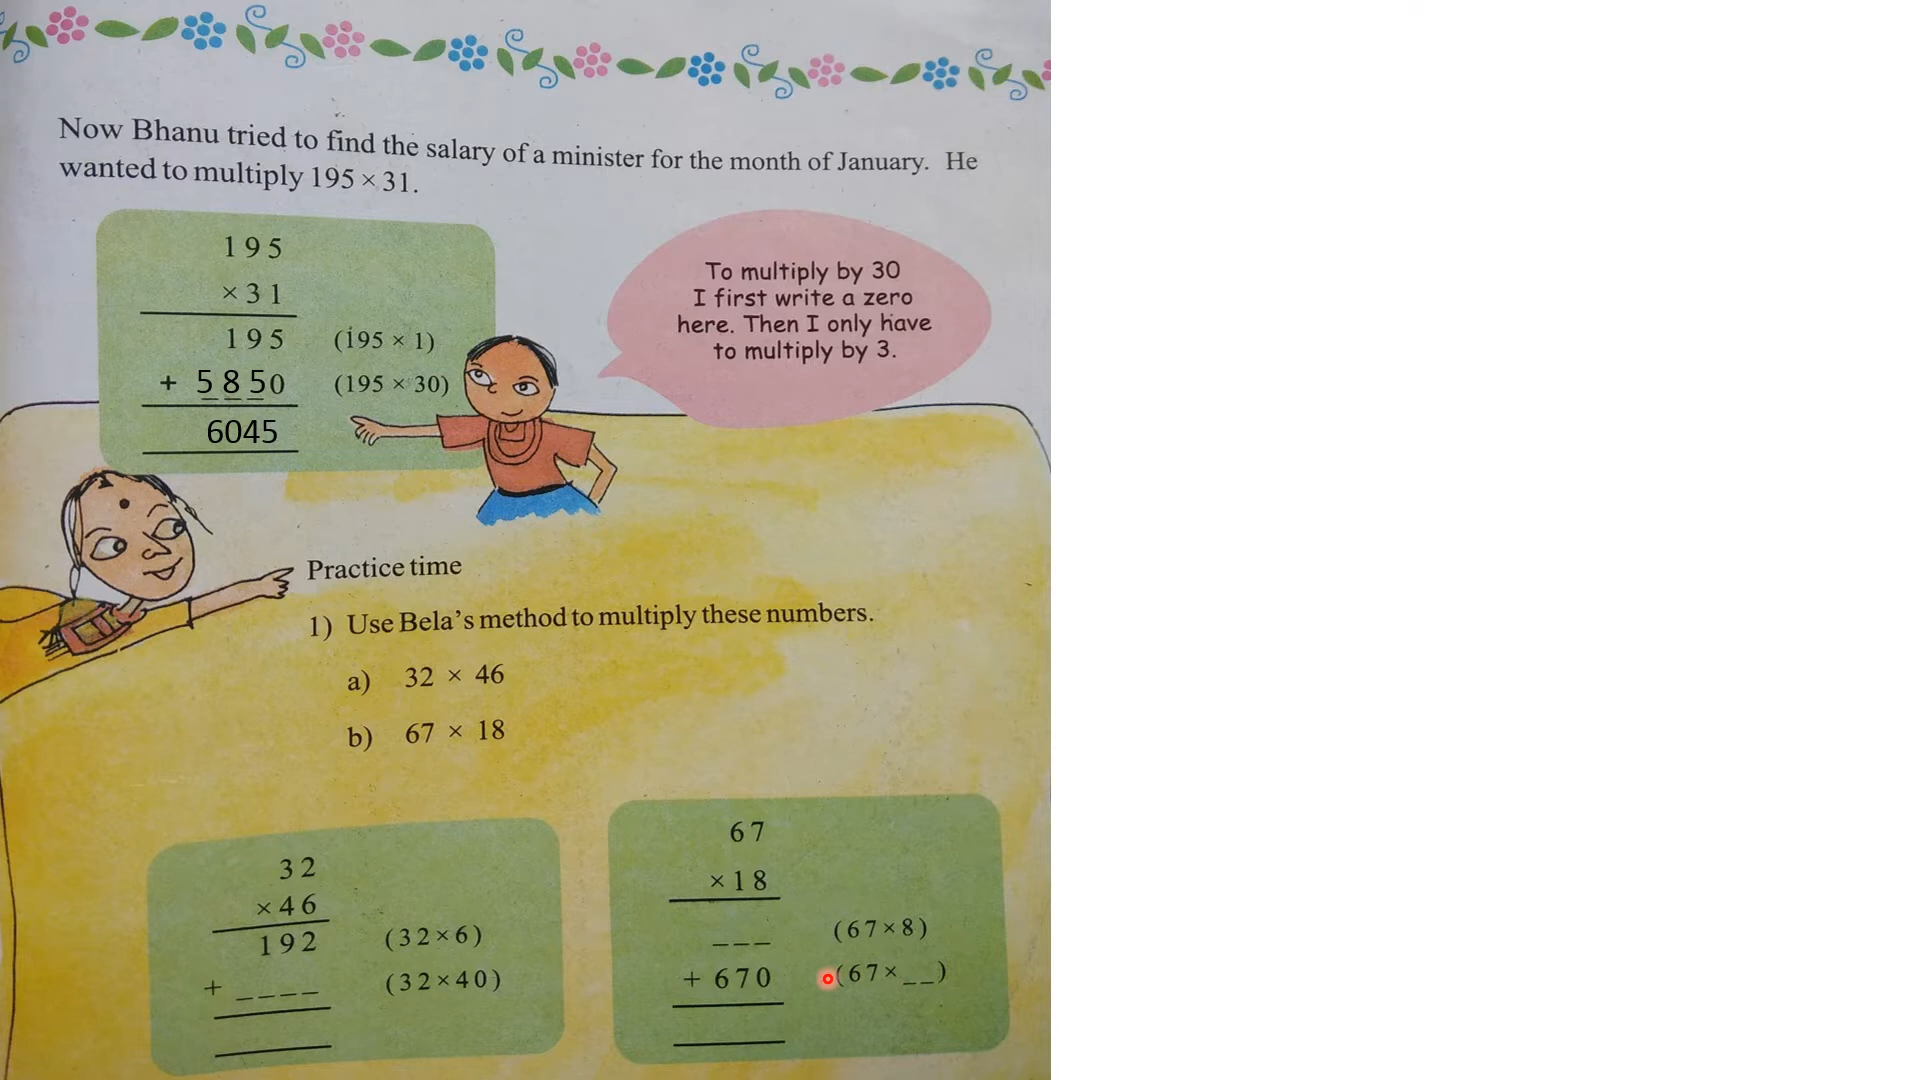 Now Bhanu tried to find the salary of a minister for the month of January. He
wanted to multiply 195 × 31.
195
× 31
195 (195 × 1)
+ 5850 (195 × 30)
6045
To multiply by 30
I first write a zero
here. Then I only have
to multiply by 3.
Practice time
1) Use Bela's method to multiply these numbers.
a) 32 × 46
b) 67 × 18
32
× 46
192 (32×6)
+ _ _ _ _ (32×40)
67
× 18
_ _ _ (67×8)
+ 670 (67×_ _)